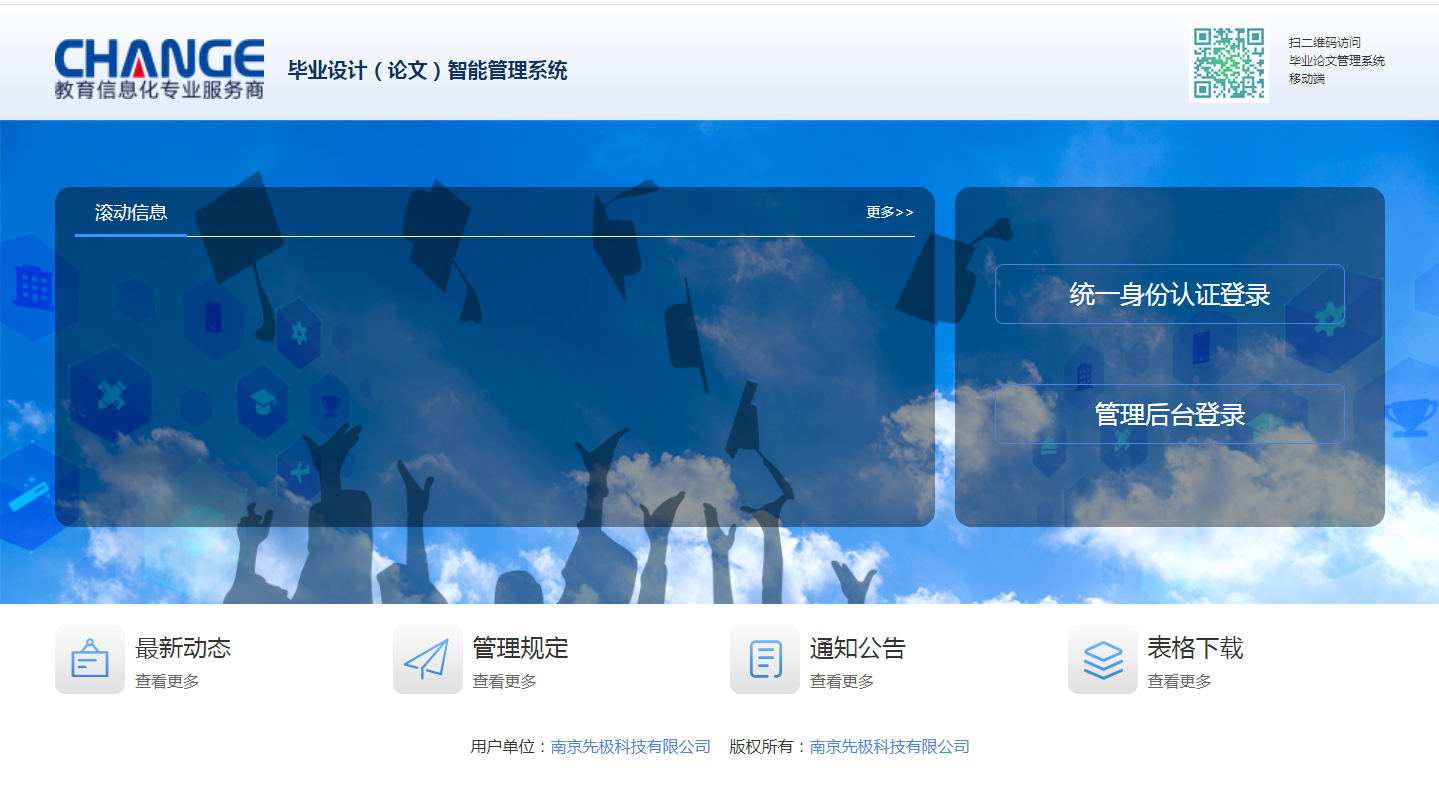 CHANGE
教育信息化专业服务商
毕业设计（论文）智能管理系统
扫二维码访问
毕业论文管理系统
移动端
滚动信息
更多>>
统一身份认证登录
管理后台登录
最新动态
查看更多
管理规定
查看更多
通知公告
查看更多
表格下载
查看更多
用户单位：南京先极科技有限公司 版权所有：南京先极科技有限公司